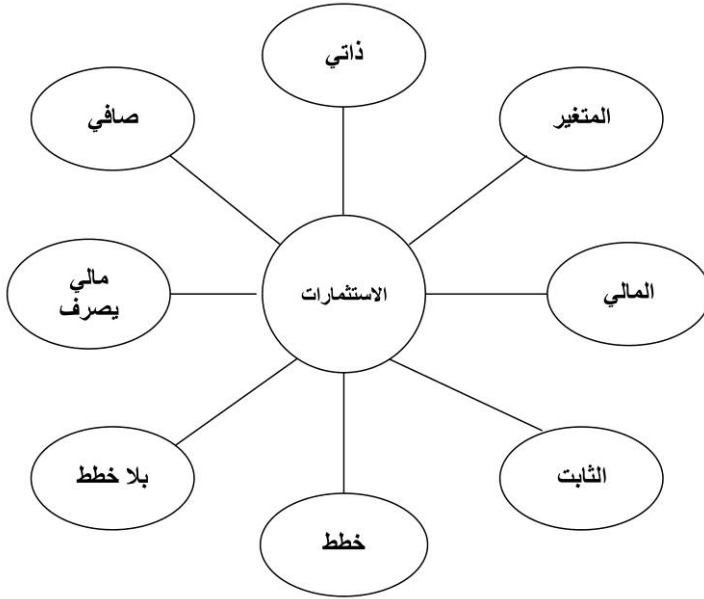 ذاتي
صافي
المتغير
مالي
يصرف
الاستثمارات
المالي
بلا خطط
الثابت
خطط